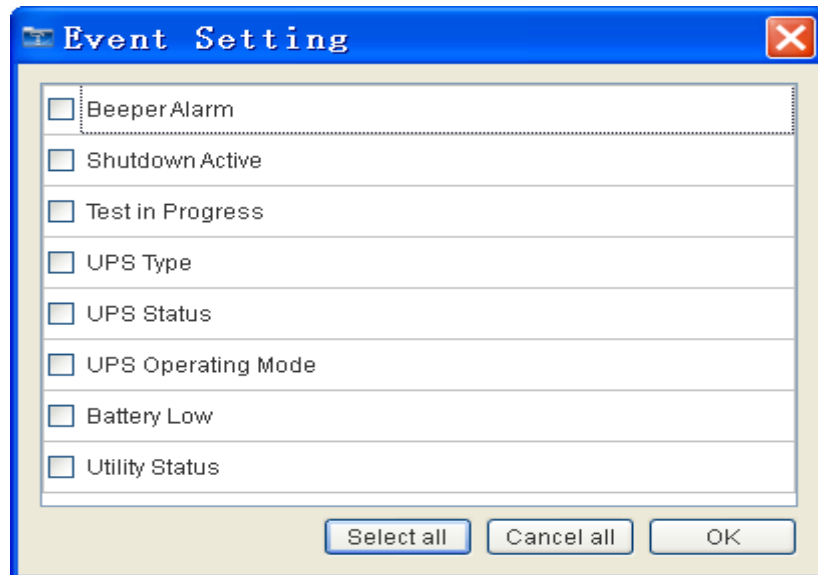 Event Setting
Beeper Alarm
Shutdown Active
Test in Progress
UPS Type
UPS Status
UPS Operating Mode
Battery Low
Utility Status
Select all Cancel all OK